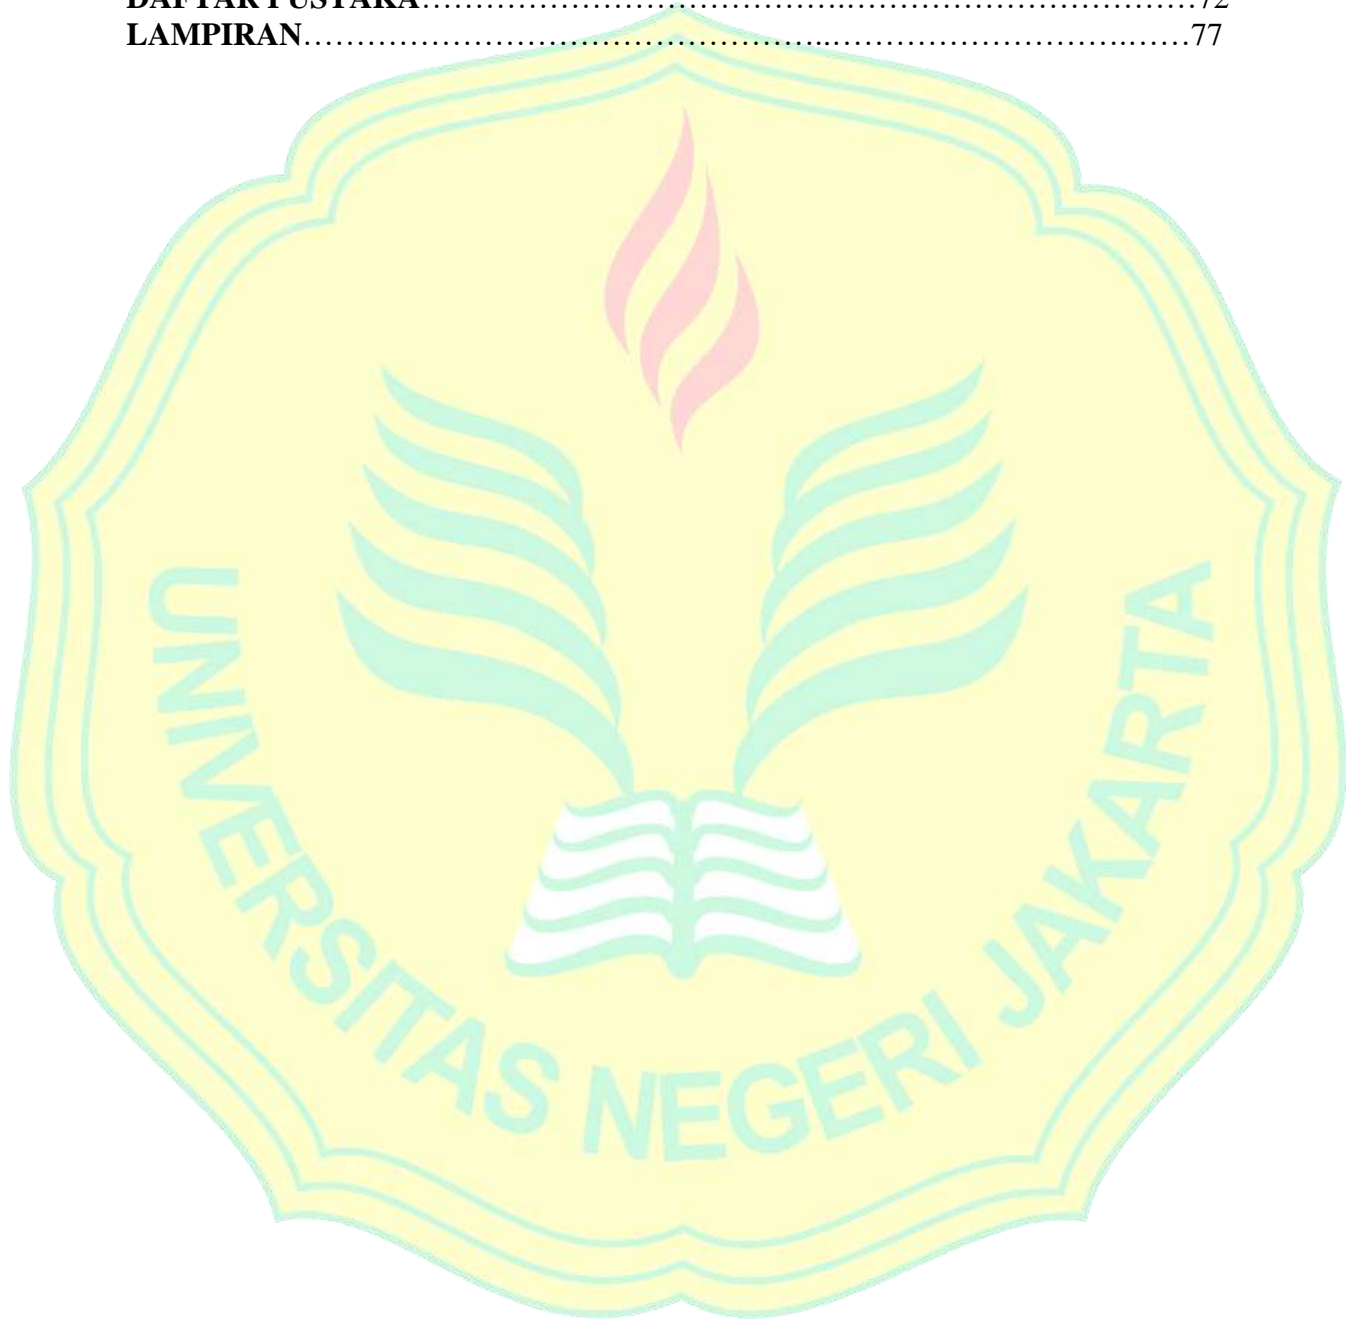 DAFTAR PUSTAKA……………………………………..……………………………72
LAMPIRAN…………………………………………...……………………….……77
UNIVERSITAS NEGERI JAKARTA